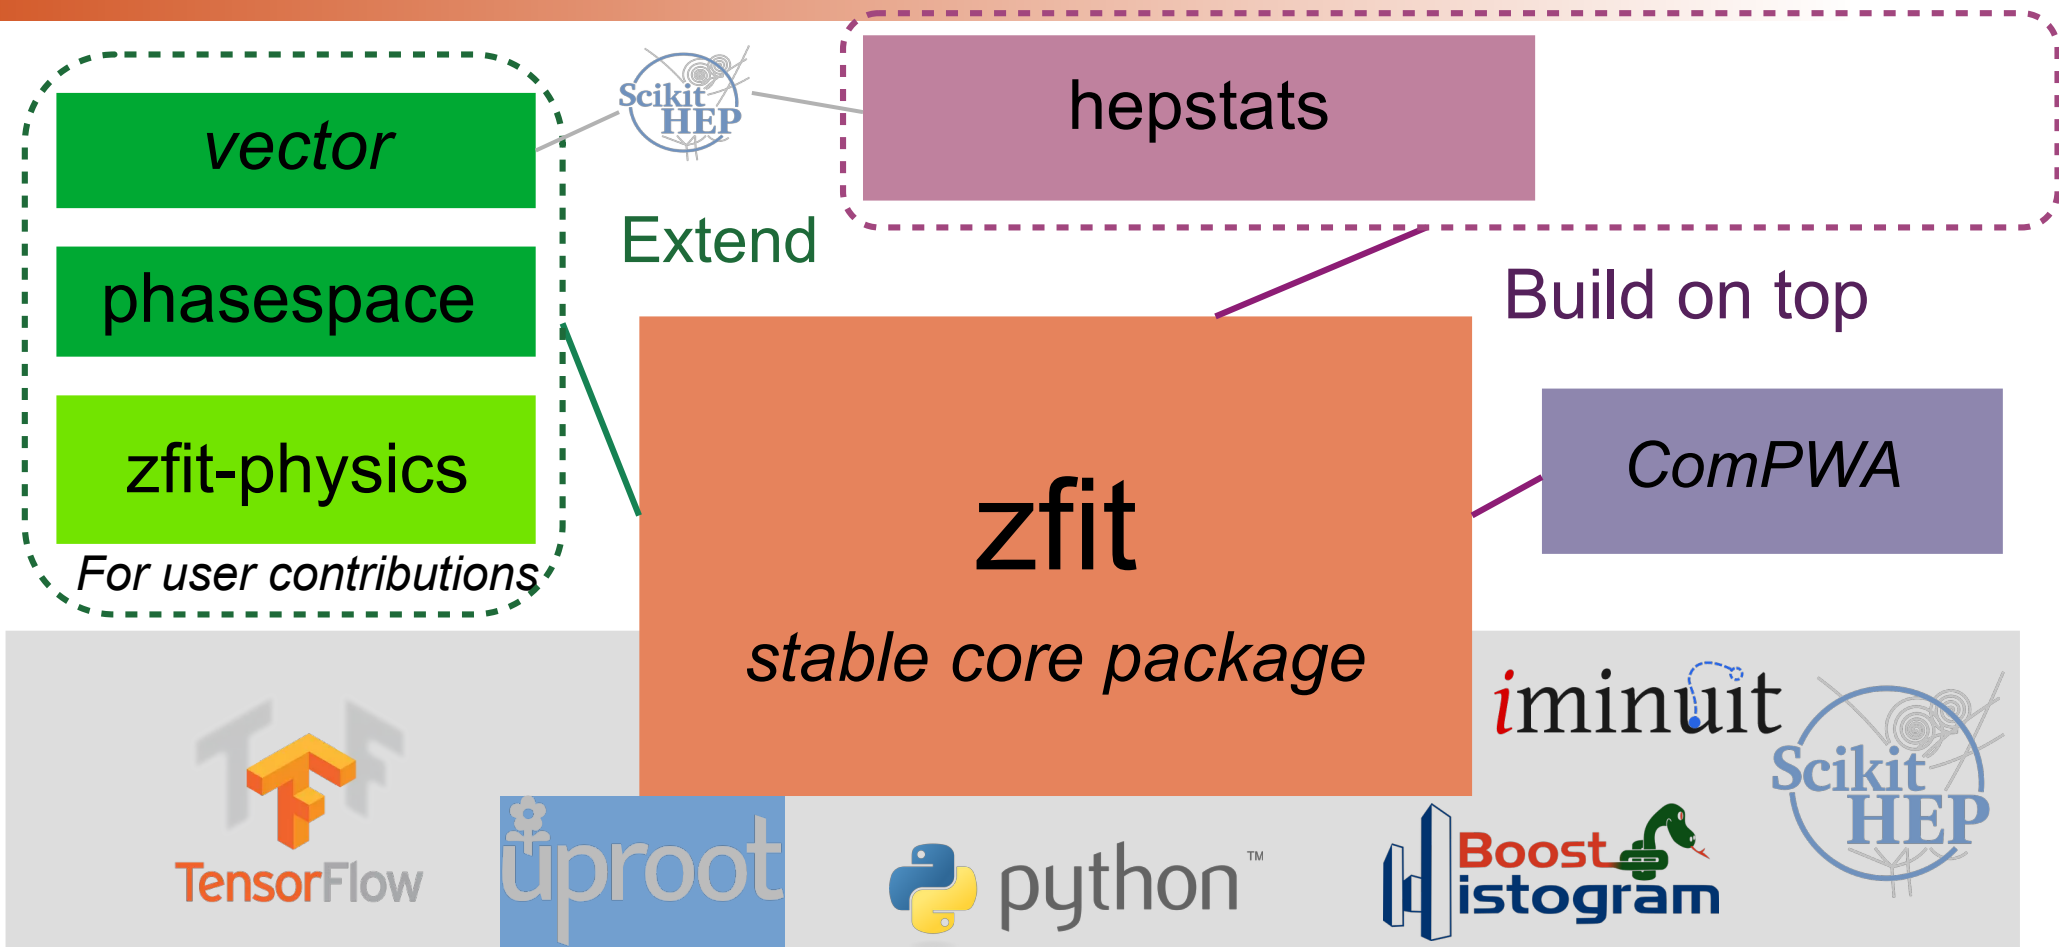 vector
Scikit
HEP
hepstats
Extend
phasespace
Build on top
zfit-physics
For user contributions
zfit
stable core package
ComPWA
iminuit
Scikit
HEP
TensorFlow
uproot
python™
Boost
Histogram